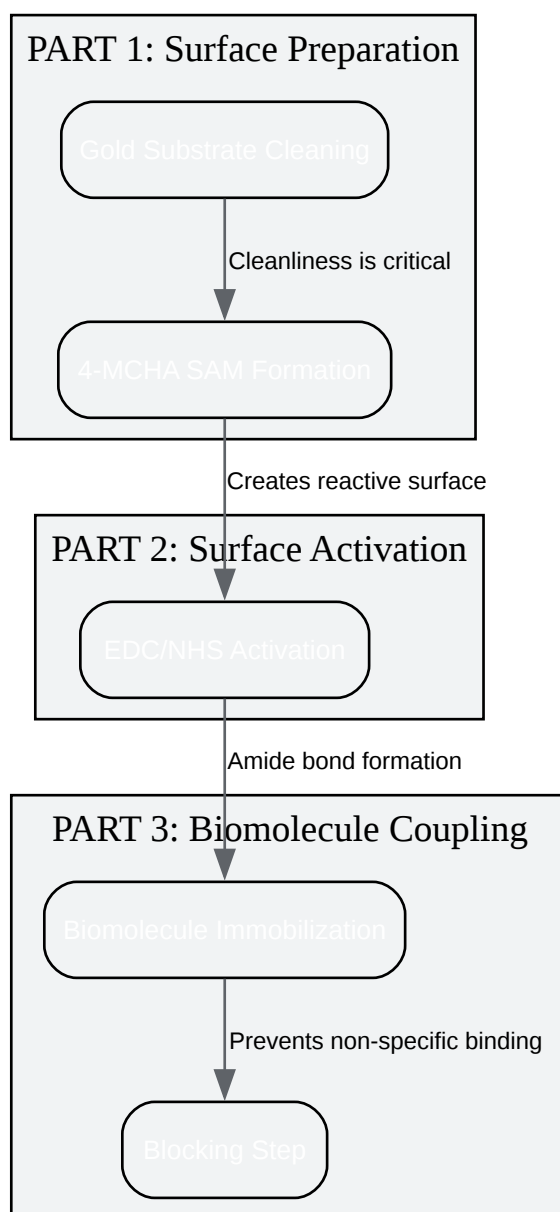 PART 1: Surface Preparation
Gold Substrate Cleaning
Cleanliness is critical
4-MCHA SAM Formation
Creates reactive surface
PART 2: Surface Activation
EDC/NHS Activation
Amide bond formation
PART 3: Biomolecule Coupling
Biomolecule Immobilization
Prevents non-specific binding
Blocking Step